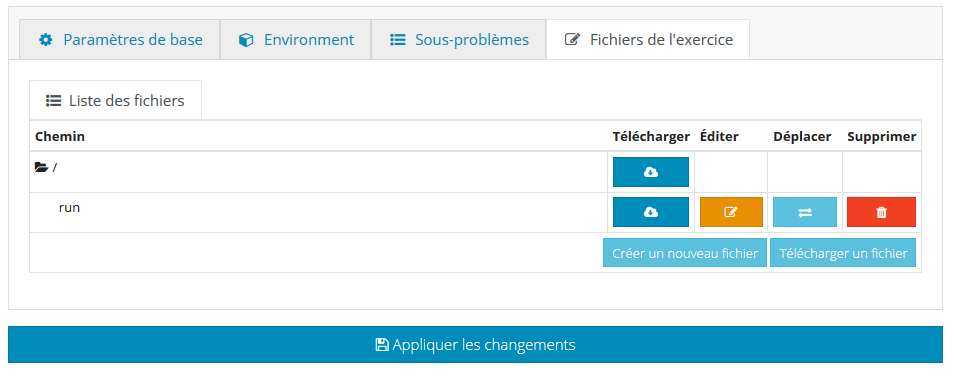 Paramètres de base Environment Sous-problèmes Fichiers de l'exercice
Liste des fichiers
Chemin Télécharger Éditer Déplacer Supprimer
/
run
Créer un nouveau fichier Télécharger un fichier
Appliquer les changements